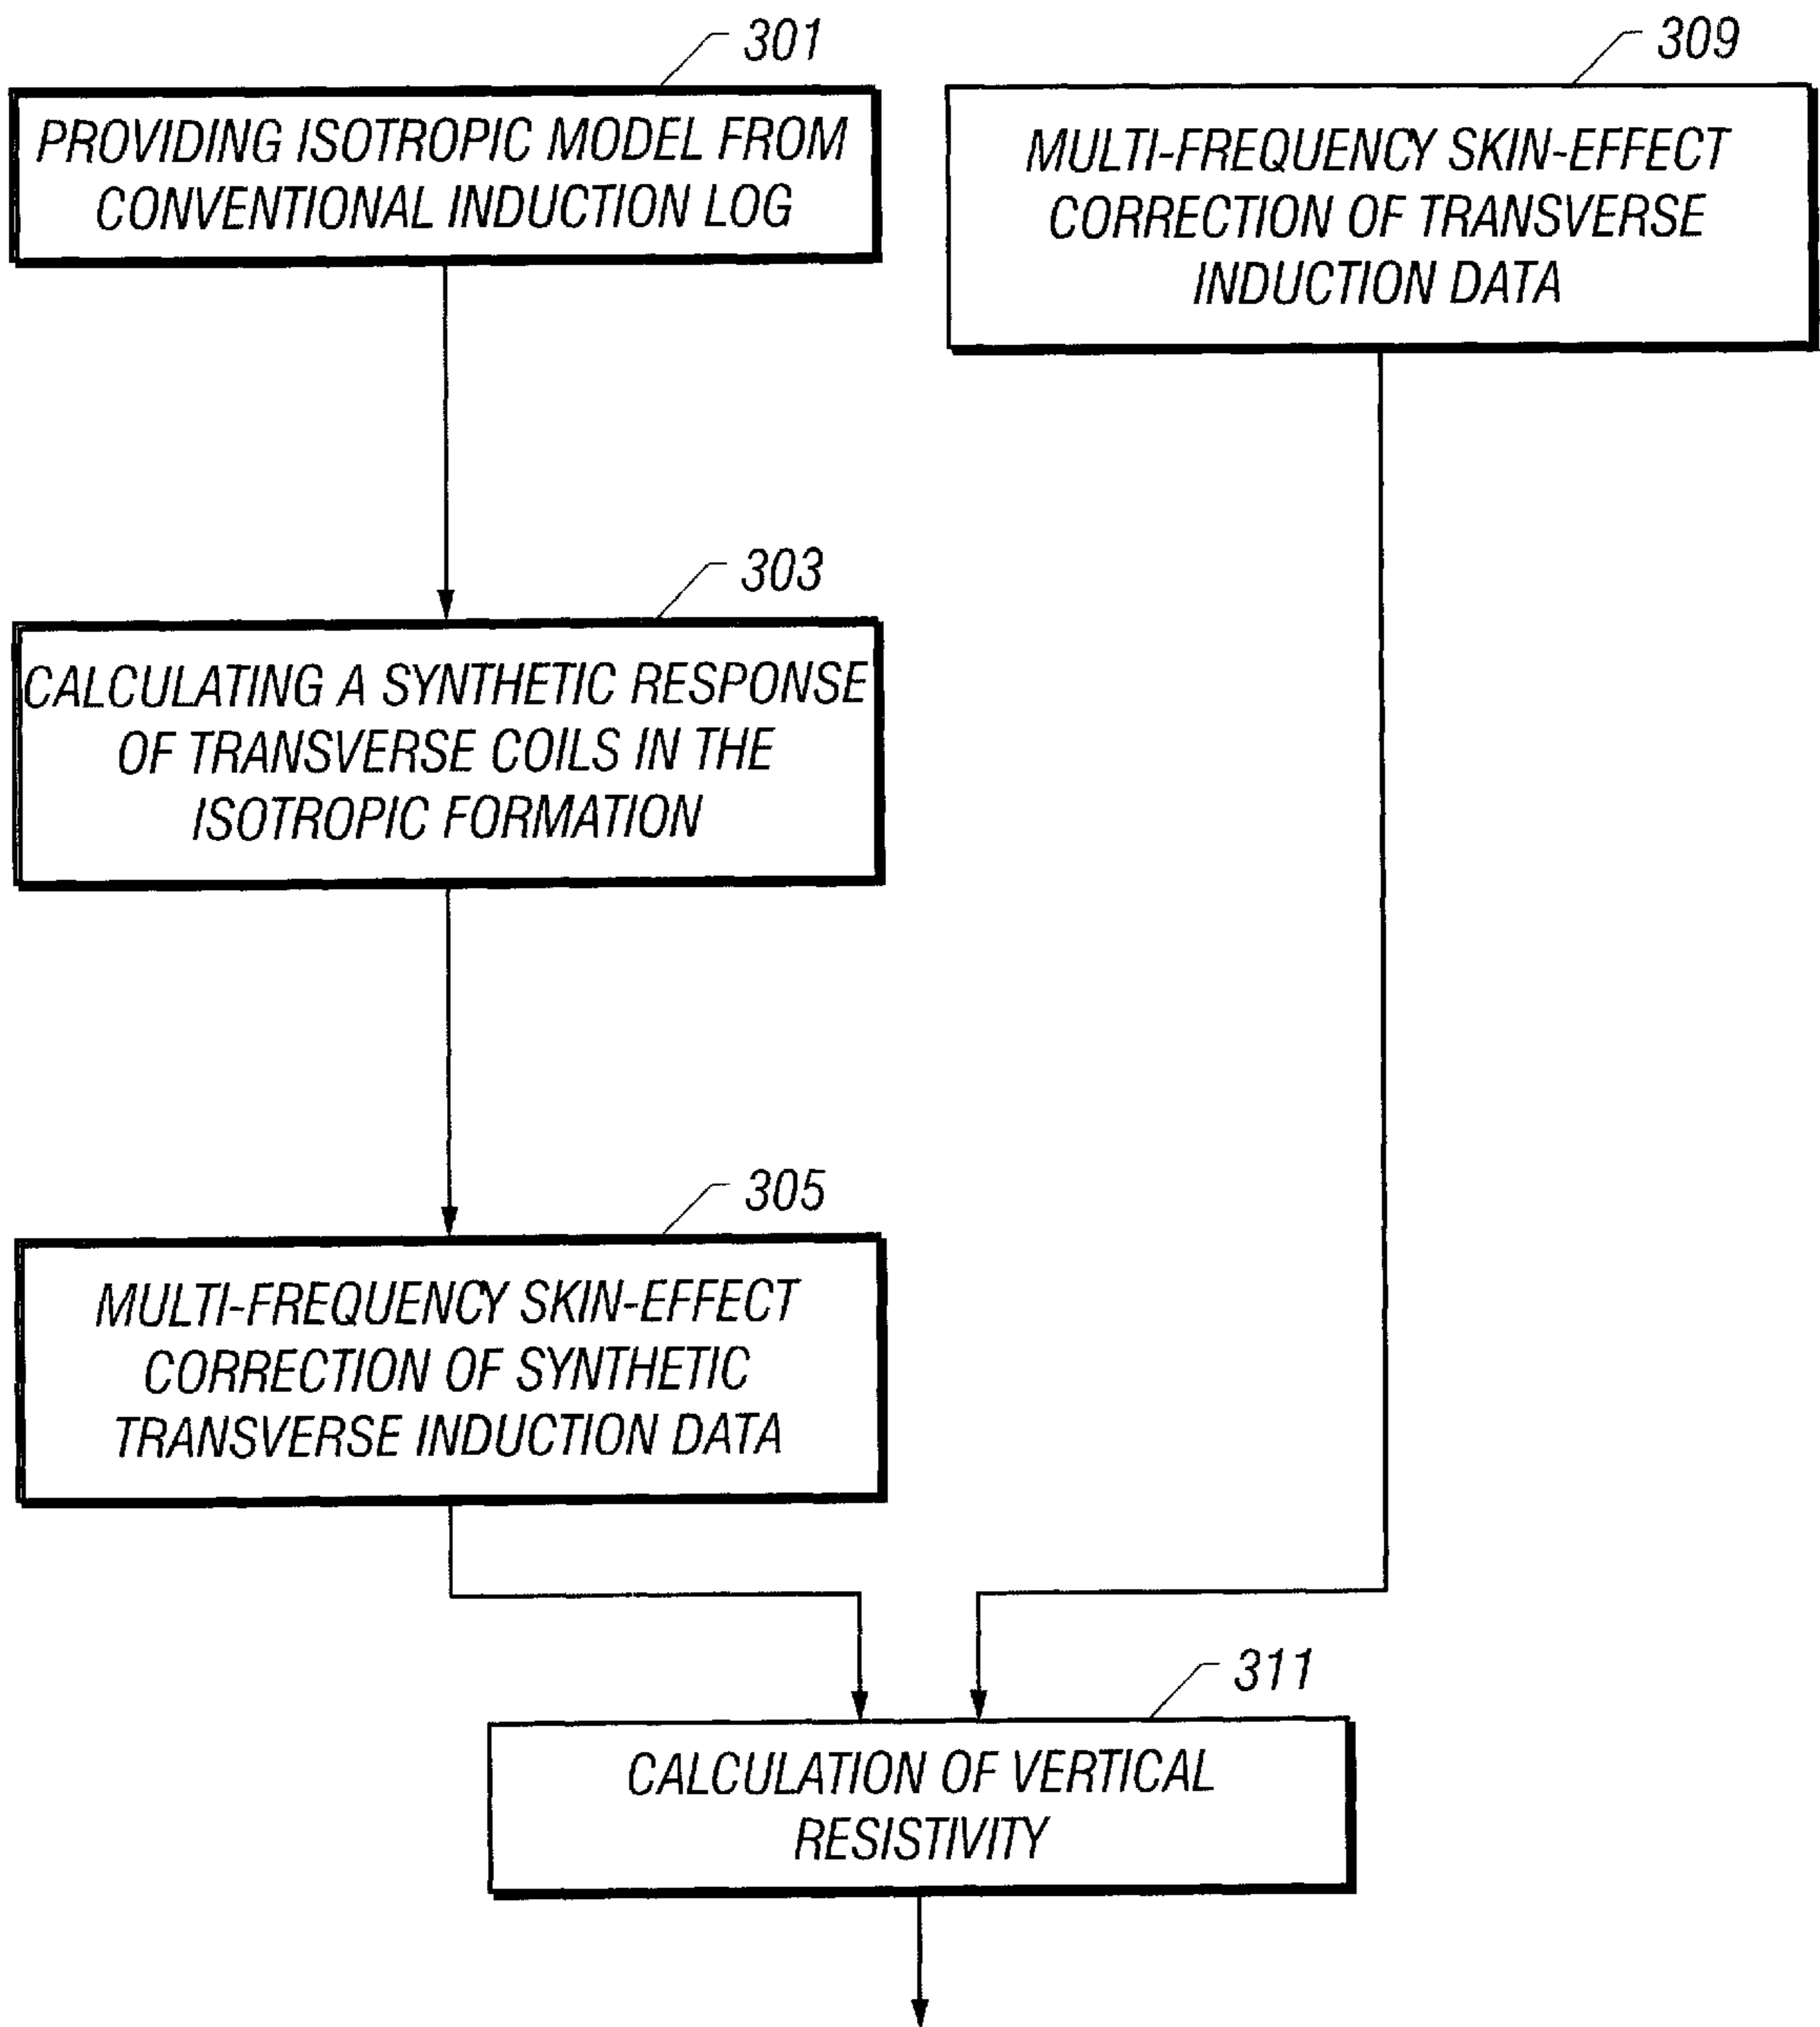 301
PROVIDING ISOTROPIC MODEL FROM
CONVENTIONAL INDUCTION LOG
309
MULTI-FREQUENCY SKIN-EFFECT
CORRECTION OF TRANSVERSE
INDUCTION DATA
303
CALCULATING A SYNTHETIC RESPONSE
OF TRANSVERSE COILS IN THE
ISOTROPIC FORMATION
305
MULTI-FREQUENCY SKIN-EFFECT
CORRECTION OF SYNTHETIC
TRANSVERSE INDUCTION DATA
311
CALCULATION OF VERTICAL
RESISTIVITY